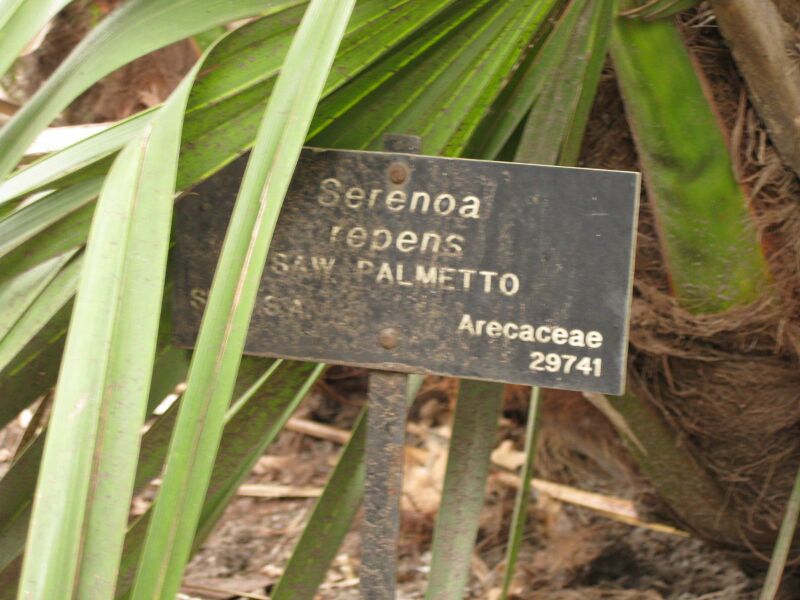 Serenoa
repens
SAW PALMETTO
Arecaceae
29741